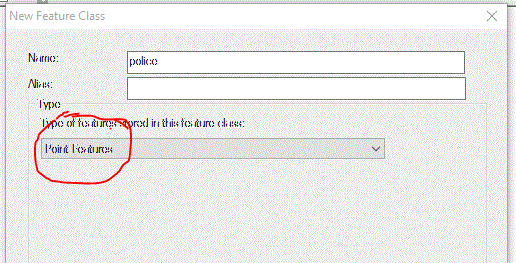 New Feature Class
Name:
police
Alias:
Type
Type of features stored in this feature class:
Point Features